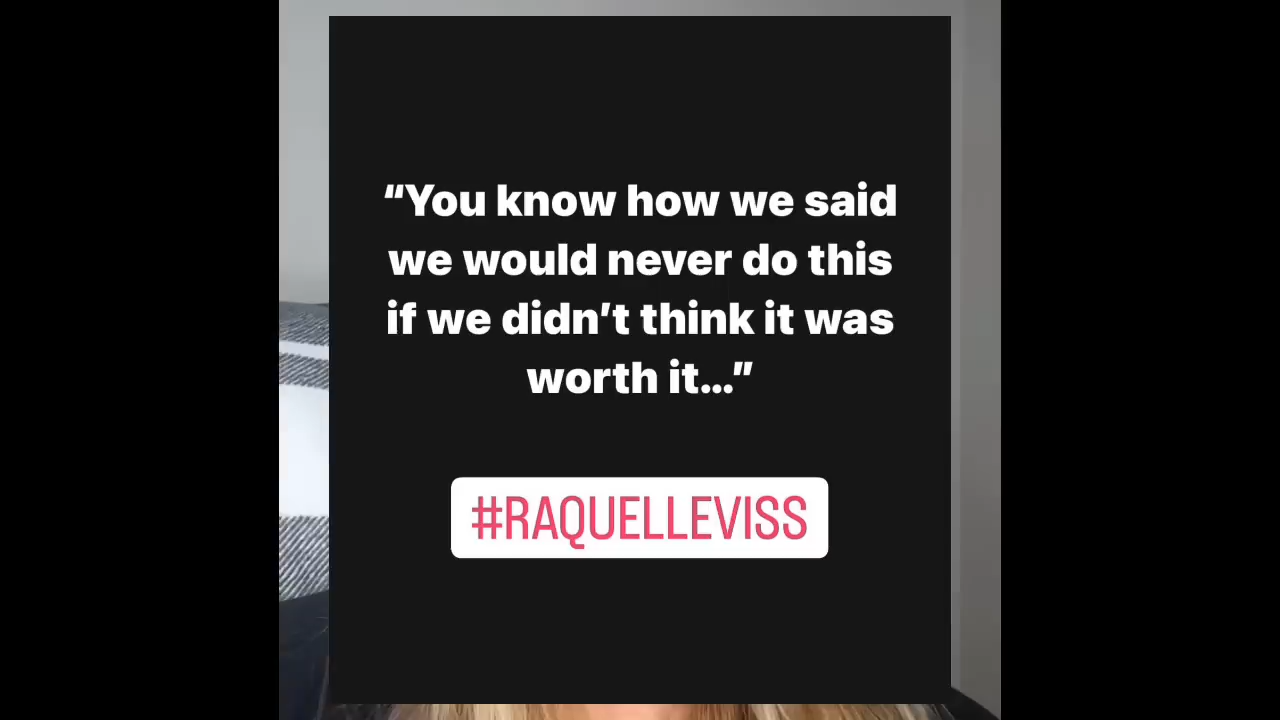 “You know how we said
we would never do this
if we didn’t think it was
worth it...”
#RAQUELLEVISS